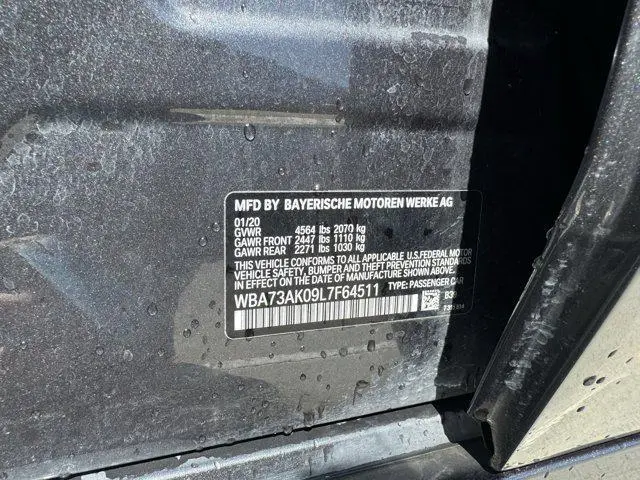 MFD BY BAYERISCHE MOTOREN WERKE AG
01/20
GVWR 4564 lbs 2070 kg
GAWR FRONT 2447 lbs 1110 kg
GAWR REAR 2271 lbs 1030 kg
THIS VEHICLE CONFORMS TO ALL APPLICABLE U.S.FEDERAL MOTOR
VEHICLE SAFETY, BUMPER AND THEFT PREVENTION STANDARDS
IN EFFECT ON THE DATE OF MANUFACTURE SHOWN ABOVE
WBA73AK09L7F64511 TYPE: PASSENGER CAR
B39